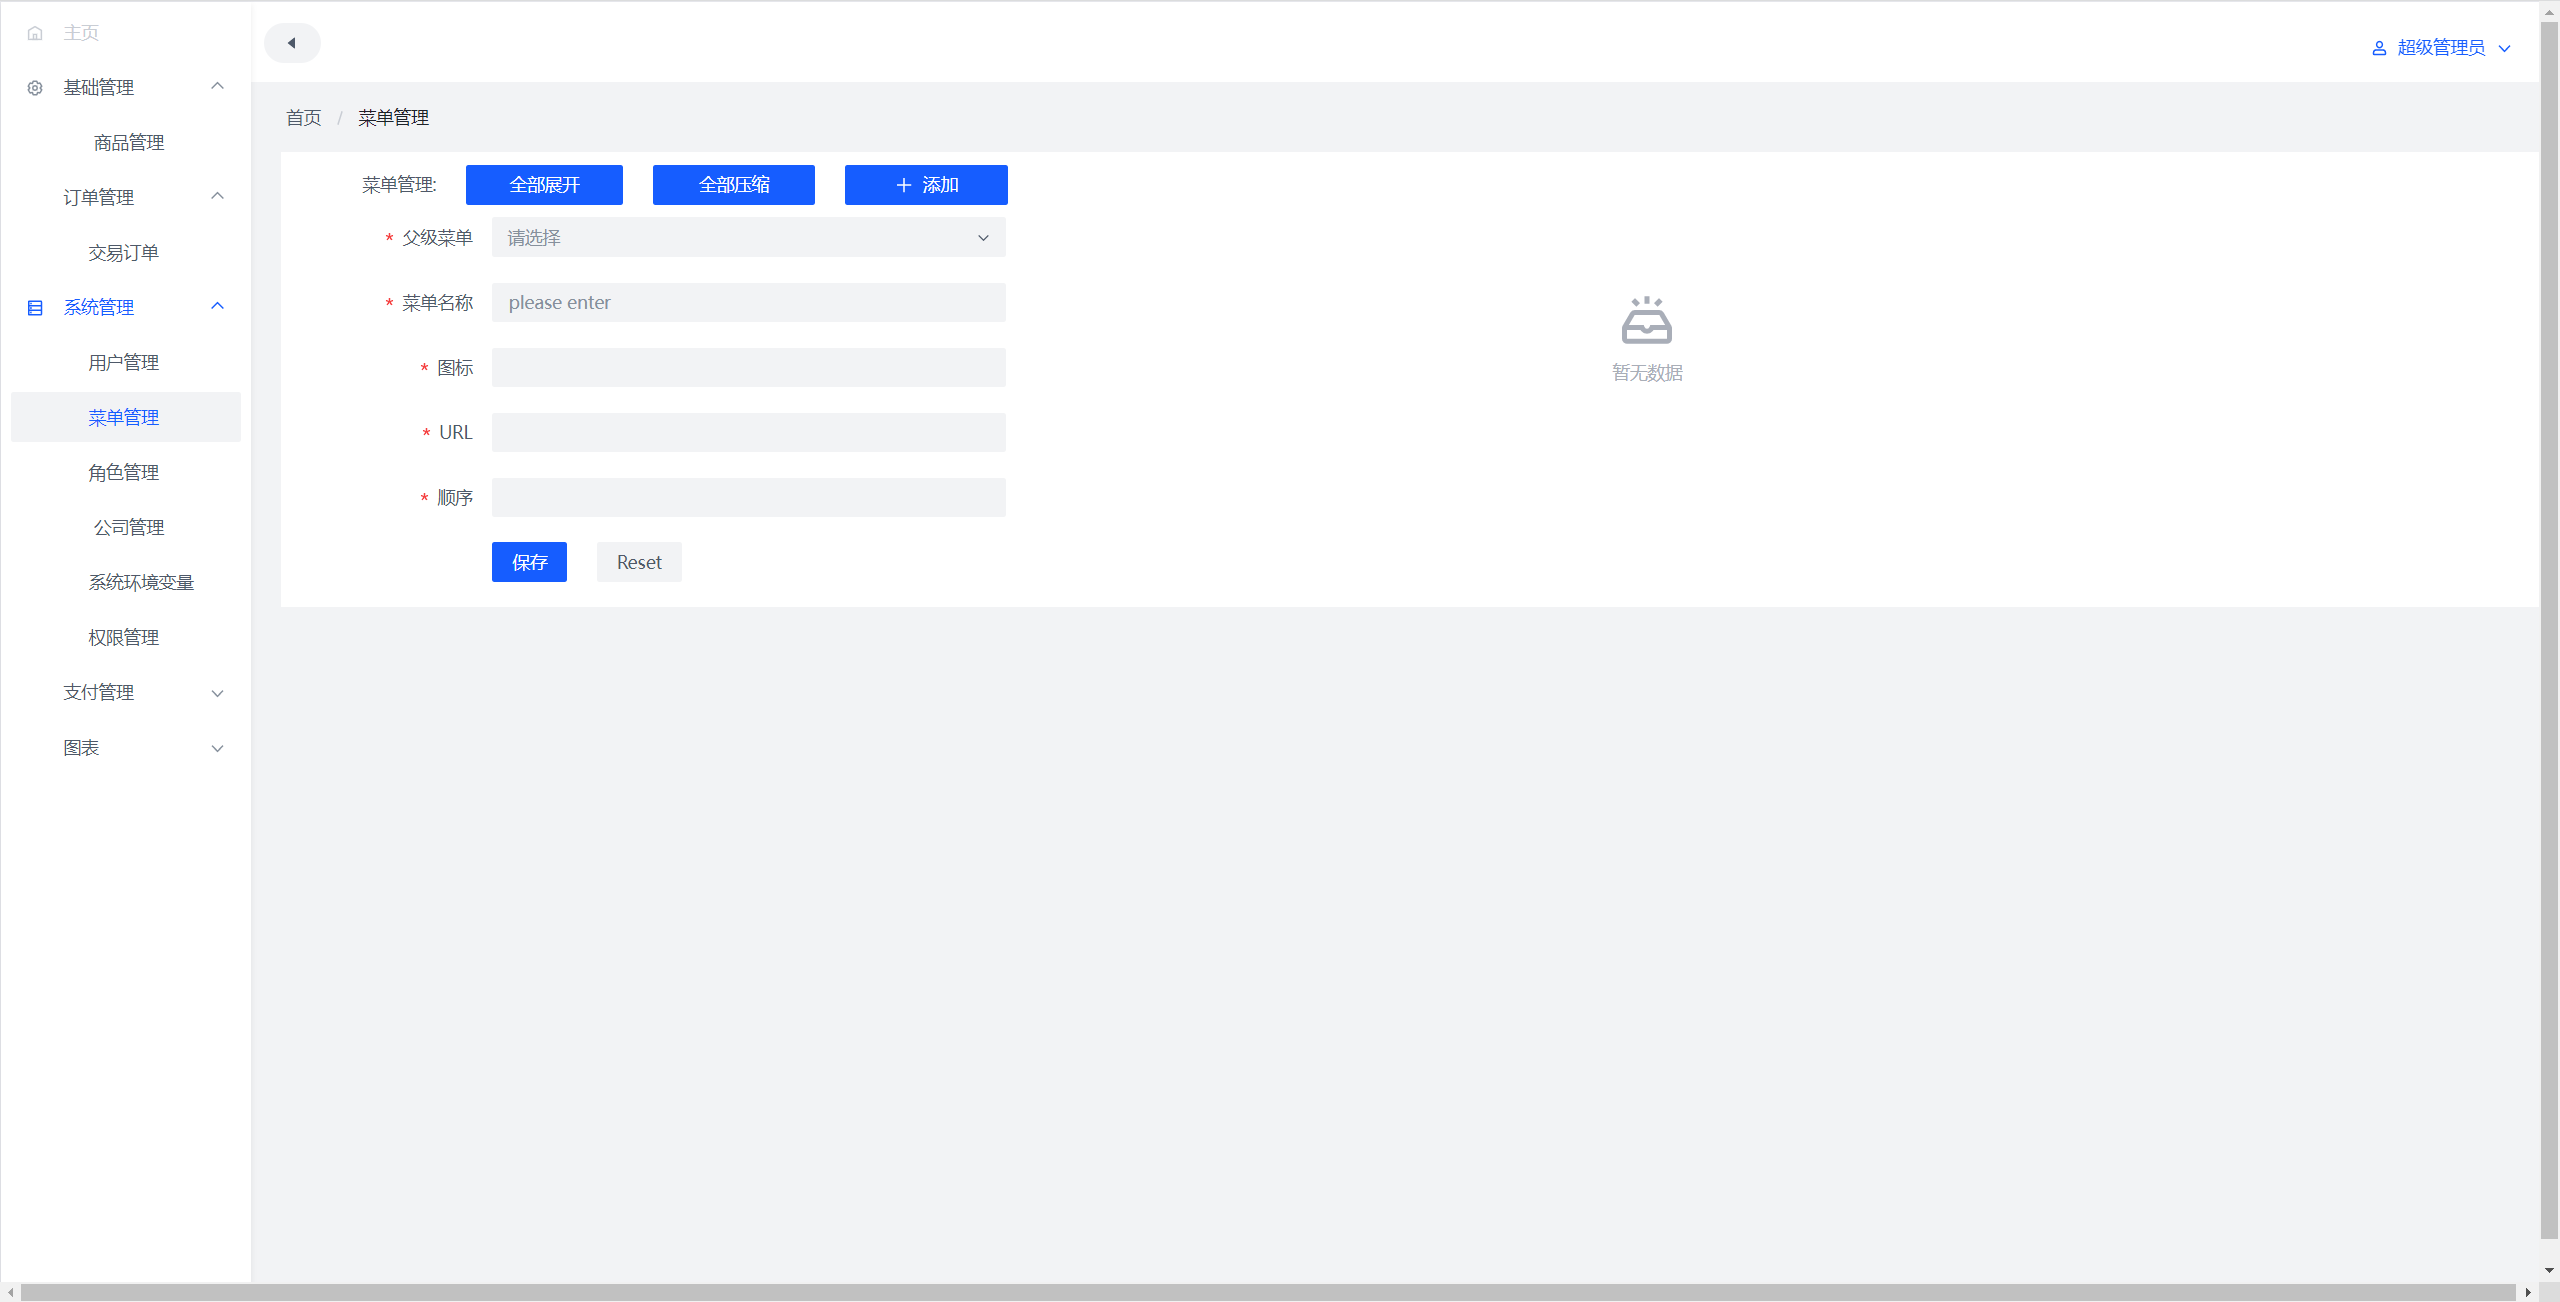 主页
基础管理
商品管理
订单管理
交易订单
系统管理
用户管理
菜单管理
角色管理
公司管理
系统环境变量
权限管理
支付管理
图表
超级管理员
首页 / 菜单管理
菜单管理: 全部展开 全部压缩 添加
* 父级菜单 请选择
* 菜单名称 please enter
* 图标
* URL
* 顺序
保存 Reset
暂无数据